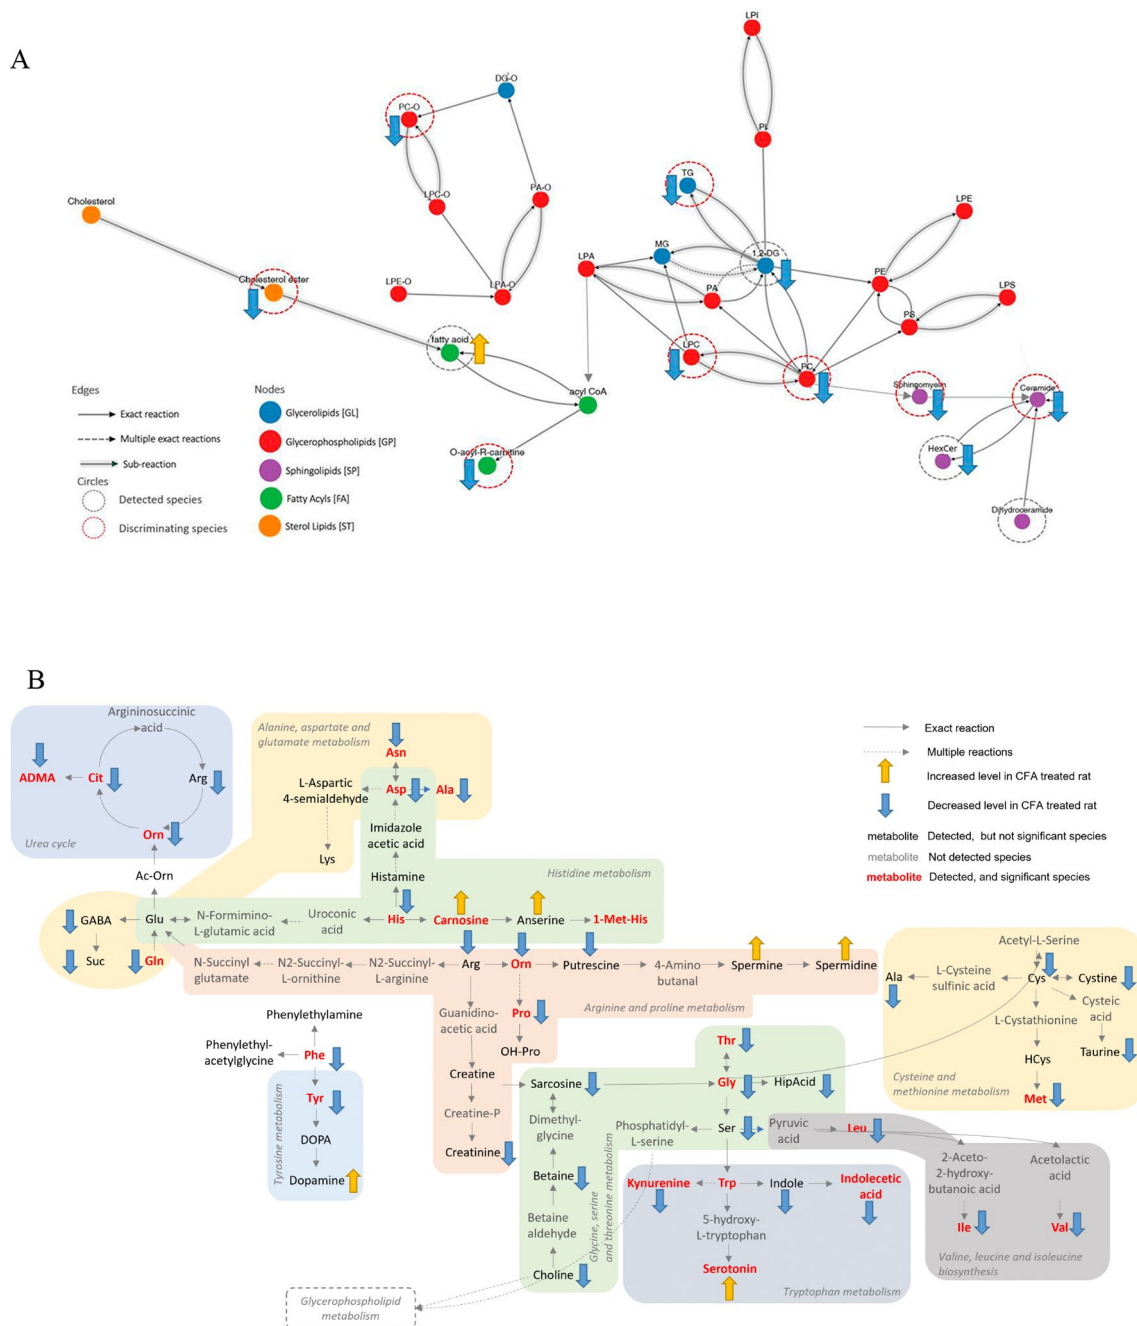 A
LPI
DG-O
PC-O
PI
TG
LPC-O
PA-O
LPE
Cholesterol
MG
1,2-DG
LPA
PE
Cholesterol ester
LPE-O
LPA-O
PA
PS
LPS
fatty acid
LPC
PC
acyl CoA
Sphingomyelin
Ceramide
O-acyl-R-carnitine
HexCer
Dihydroceramide
Edges
Exact reaction
Multiple exact reactions
Sub-reaction
Circles
Detected species
Discriminating species
Nodes
Glycerolipids [GL]
Glycerophospholipids [GP]
Sphingolipids [SP]
Fatty Acyls [FA]
Sterol Lipids [ST]
B
Argininosuccinic
acid
ADMA
Cit
Arg
Orn
Urea cycle
Ac-Orn
Alanine, aspartate and
glutamate metabolism
Asn
L-Aspartic
4-semialdehyde
Asp
Ala
Lys
Imidazole
acetic acid
Histamine
Histidine metabolism
Exact reaction
Multiple reactions
Increased level in CFA treated rat
Decreased level in CFA treated rat
metabolite Detected, but not significant species
metabolite Not detected species
metabolite Detected, and significant species
GABA
Glu
N-Formimino-
L-glutamic acid
Uroconic
acid
His
Carnosine
Anserine
1-Met-His
Suc
Gln
N-Succinyl
glutamate
N2-Succinyl-
L-ornithine
N2-Succinyl-
L-arginine
Arg
Orn
Putrescine
4-Amino
butanal
Spermine
Spermidine
Guanidino-
acetic acid
Pro
OH-Pro
Arginine and proline metabolism
Creatine
Creatine-P
Creatinine
Acetyl-L-Serine
Ala
L-Cysteine
sulfinic acid
Cys
Cystine
Cysteic
acid
L-Cystathionine
HCys
Taurine
Met
Cysteine and
methionine metabolism
Phenylethylamine
Phenylethyl-
acetylglycine
Phe
Tyr
DOPA
Dopamine
Tyrosine metabolism
Thr
Sarcosine
Gly
HipAcid
Dimethyl-
glycine
Phosphatidyl-
L-serine
Ser
Pyruvic
acid
Leu
Betaine
Betaine
aldehyde
Choline
Glycine, serine
and threonine metabolism
Kynurenine
Trp
Indole
Indolecetic
acid
5-hydroxy-
L-tryptophan
Serotonin
Tryptophan metabolism
2-Aceto-
2-hydroxy-
butanoic acid
Acetolactic
acid
Ile
Val
Valine, leucine and isoleucine
biosynthesis
Glycerophospholipid
metabolism